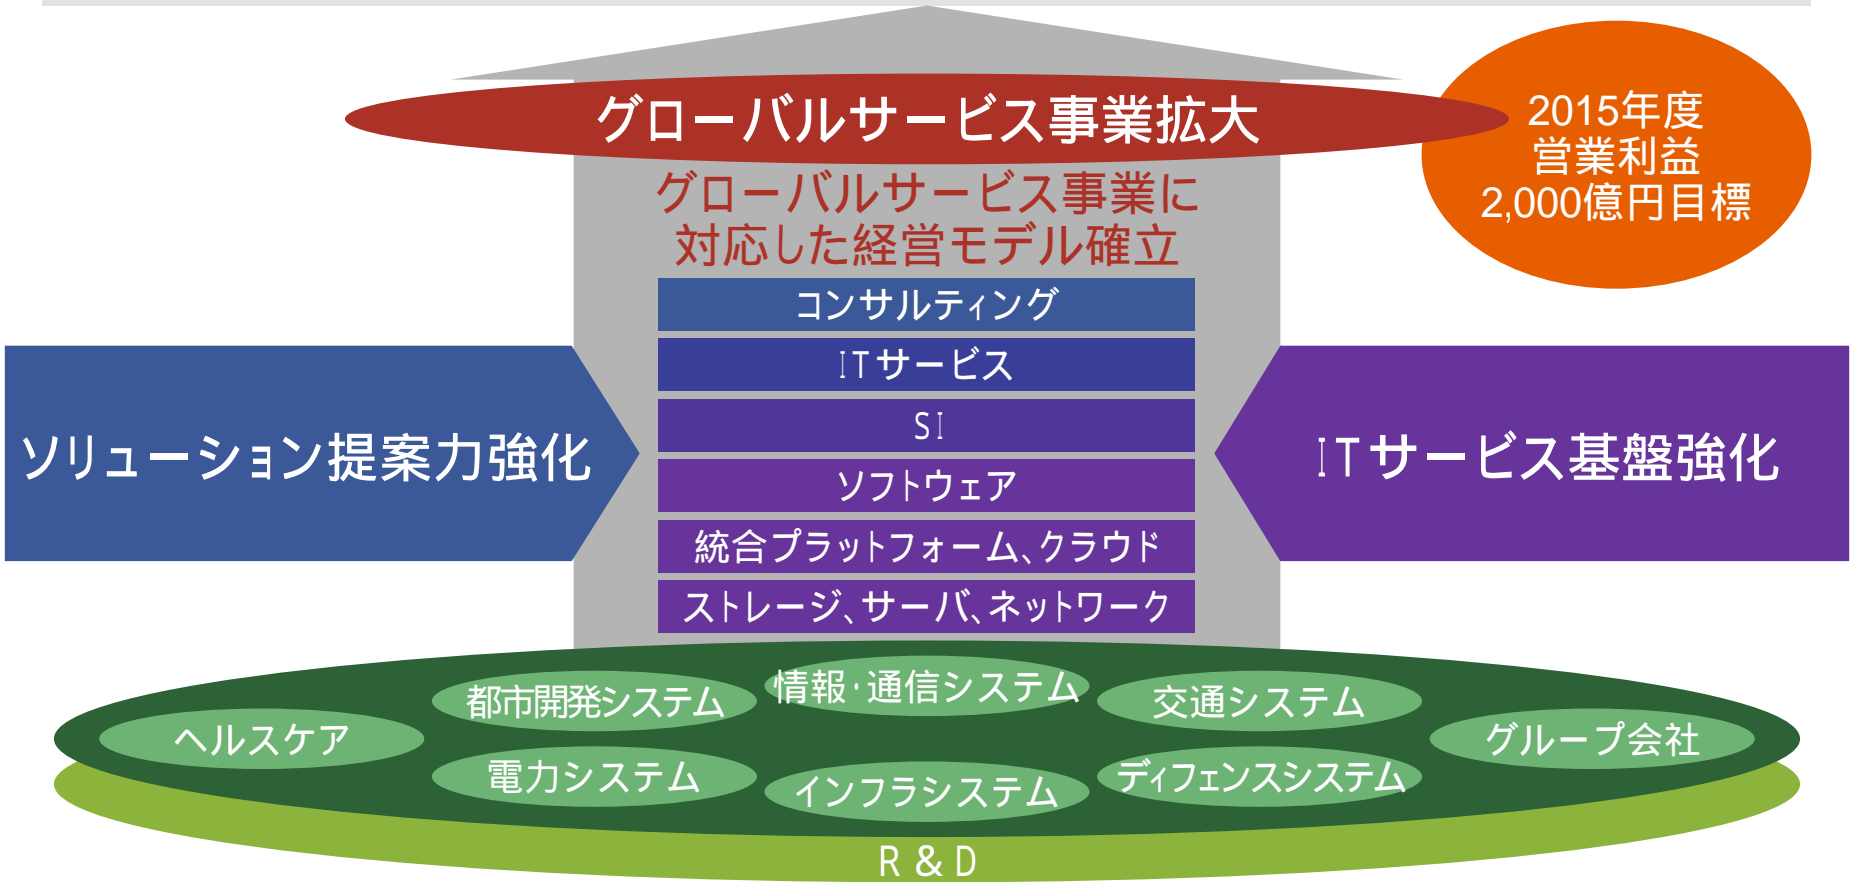 グローバルサービス事業拡大
2015年度
営業利益
2,000億円目標
グローバルサービス事業に
対応した経営モデル確立
コンサルティング
ITサービス
SI
ソフトウェア
統合プラットフォーム、クラウド
ストレージ、サーバ、ネットワーク
ソリューション提案力強化
ITサービス基盤強化
ヘルスケア
都市開発システム
情報・通信システム
交通システム
グループ会社
電力システム
インフラシステム
ディフェンスシステム
R&D